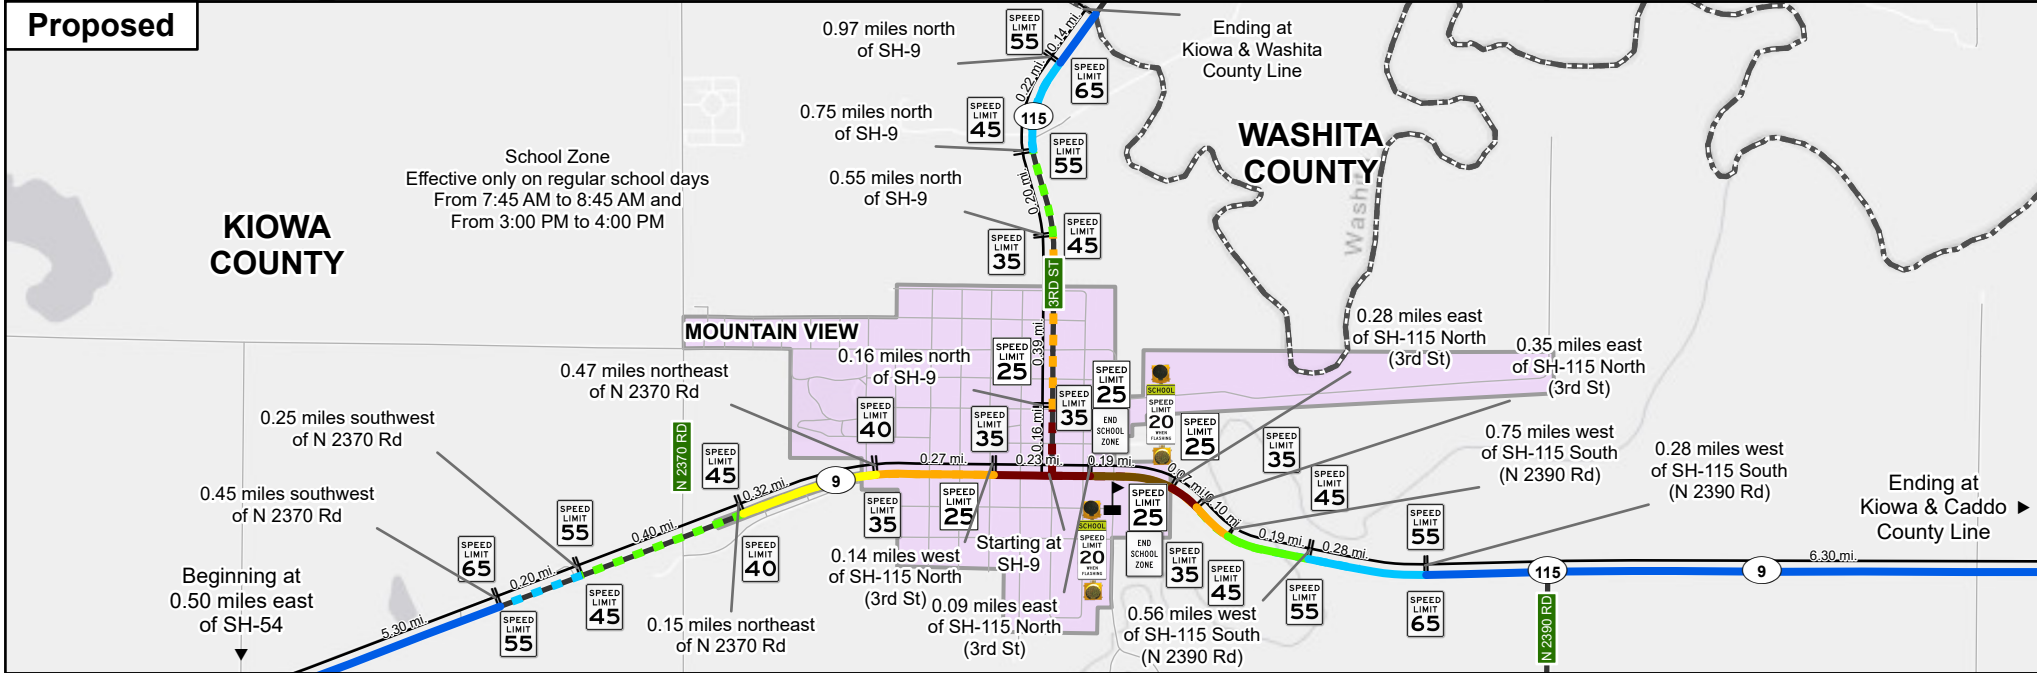 Proposed
0.97 miles north
of SH-9
SPEED
LIMIT
55
0.14 mi.
Ending at
Kiowa & Washita
County Line
SPEED
LIMIT
65
0.22 mi.
0.75 miles north
of SH-9
SPEED
LIMIT
45
115
SPEED
LIMIT
55
WASHITA
COUNTY
Wash
School Zone
Effective only on regular school days
From 7:45 AM to 8:45 AM and
From 3:00 PM to 4:00 PM
0.55 miles north
of SH-9
0.20 mi.
KIOWA
COUNTY
SPEED
LIMIT
35
SPEED
LIMIT
45
3RD ST
MOUNTAIN VIEW
0.39 mi.
0.16 miles north
of SH-9
SPEED
LIMIT
25
SPEED
LIMIT
35
0.16 mi.
SPEED
LIMIT
25
END
SCHOOL
ZONE
SCHOOL
SPEED
LIMIT
20
WHEN
FLASHING
SPEED
LIMIT
25
0.28 miles east
of SH-115 North
(3rd St)
0.35 miles east
of SH-115 North
(3rd St)
0.47 miles northeast
of N 2370 Rd
0.25 miles southwest
of N 2370 Rd
0.45 miles southwest
of N 2370 Rd
N 2370 RD
SPEED
LIMIT
45
SPEED
LIMIT
40
SPEED
LIMIT
35
0.27 mi.
0.23 mi.
0.19 mi.
0.07 mi.
0.10 mi.
SPEED
LIMIT
35
SPEED
LIMIT
45
0.75 miles west
of SH-115 South
(N 2390 Rd)
0.28 miles west
of SH-115 South
(N 2390 Rd)
Ending at
Kiowa & Caddo
County Line
SPEED
LIMIT
65
SPEED
LIMIT
55
0.32 mi.
9
0.40 mi.
0.20 mi.
5.30 mi.
SPEED
LIMIT
35
SPEED
LIMIT
25
SPEED
LIMIT
25
Beginning at
0.50 miles east
of SH-54
SPEED
LIMIT
55
SPEED
LIMIT
45
SPEED
LIMIT
40
0.15 miles northeast
of N 2370 Rd
0.14 miles west
of SH-115 North
(3rd St)
Starting at
SH-9
0.09 miles east
of SH-115 North
(3rd St)
SCHOOL
SPEED
LIMIT
20
WHEN
FLASHING
END
SCHOOL
ZONE
SPEED
LIMIT
35
SPEED
LIMIT
45
0.56 miles west
of SH-115 South
(N 2390 Rd)
0.19 mi.
0.28 mi.
SPEED
LIMIT
55
SPEED
LIMIT
55
SPEED
LIMIT
65
115
N 2390 RD
9
6.30 mi.